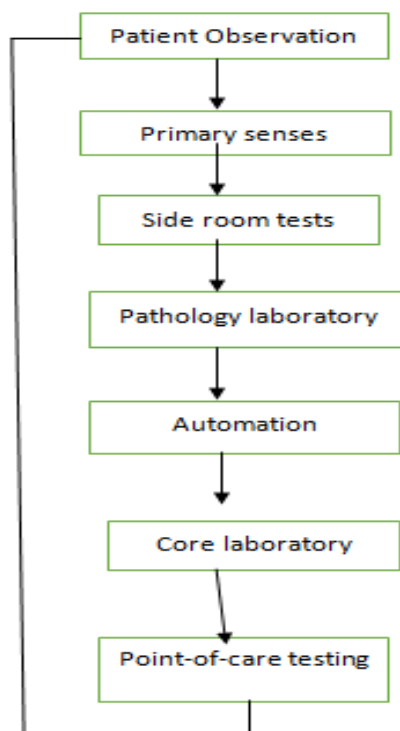 Patient Observation
Primary senses
Side room tests
Pathology laboratory
Automation
Core laboratory
Point-of-care testing